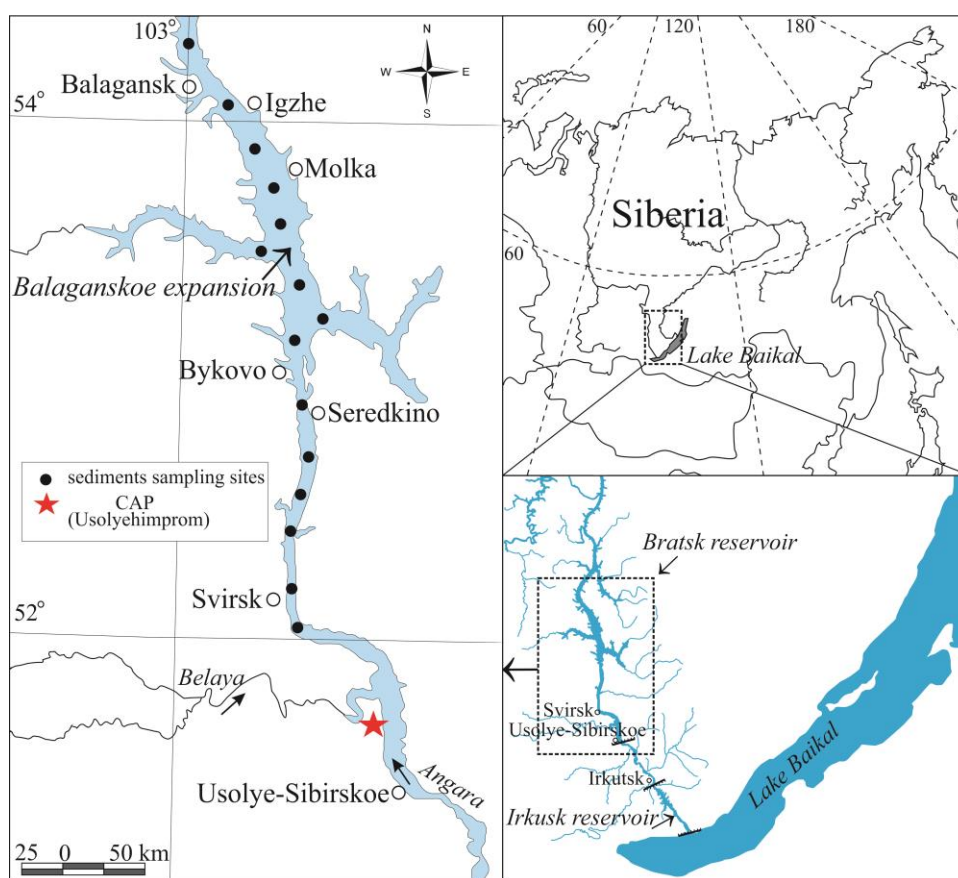 103°
Balagansk
54°
Igzhe
N
W
E
S
Molka
Balaganskoe expansion
Bykovo
Seredkino
sediments sampling sites
CAP
(Usolyehimprom)
Svirsk
52°
Belaya
Angara
Usolye-Sibirskoe
25 0 50 km
60 120 180
Siberia
60
Lake Baikal
Bratsk reservoir
Svirsk
Usolye-Sibirskoe
Irkutsk
Irkusk reservoir
Lake Baikal